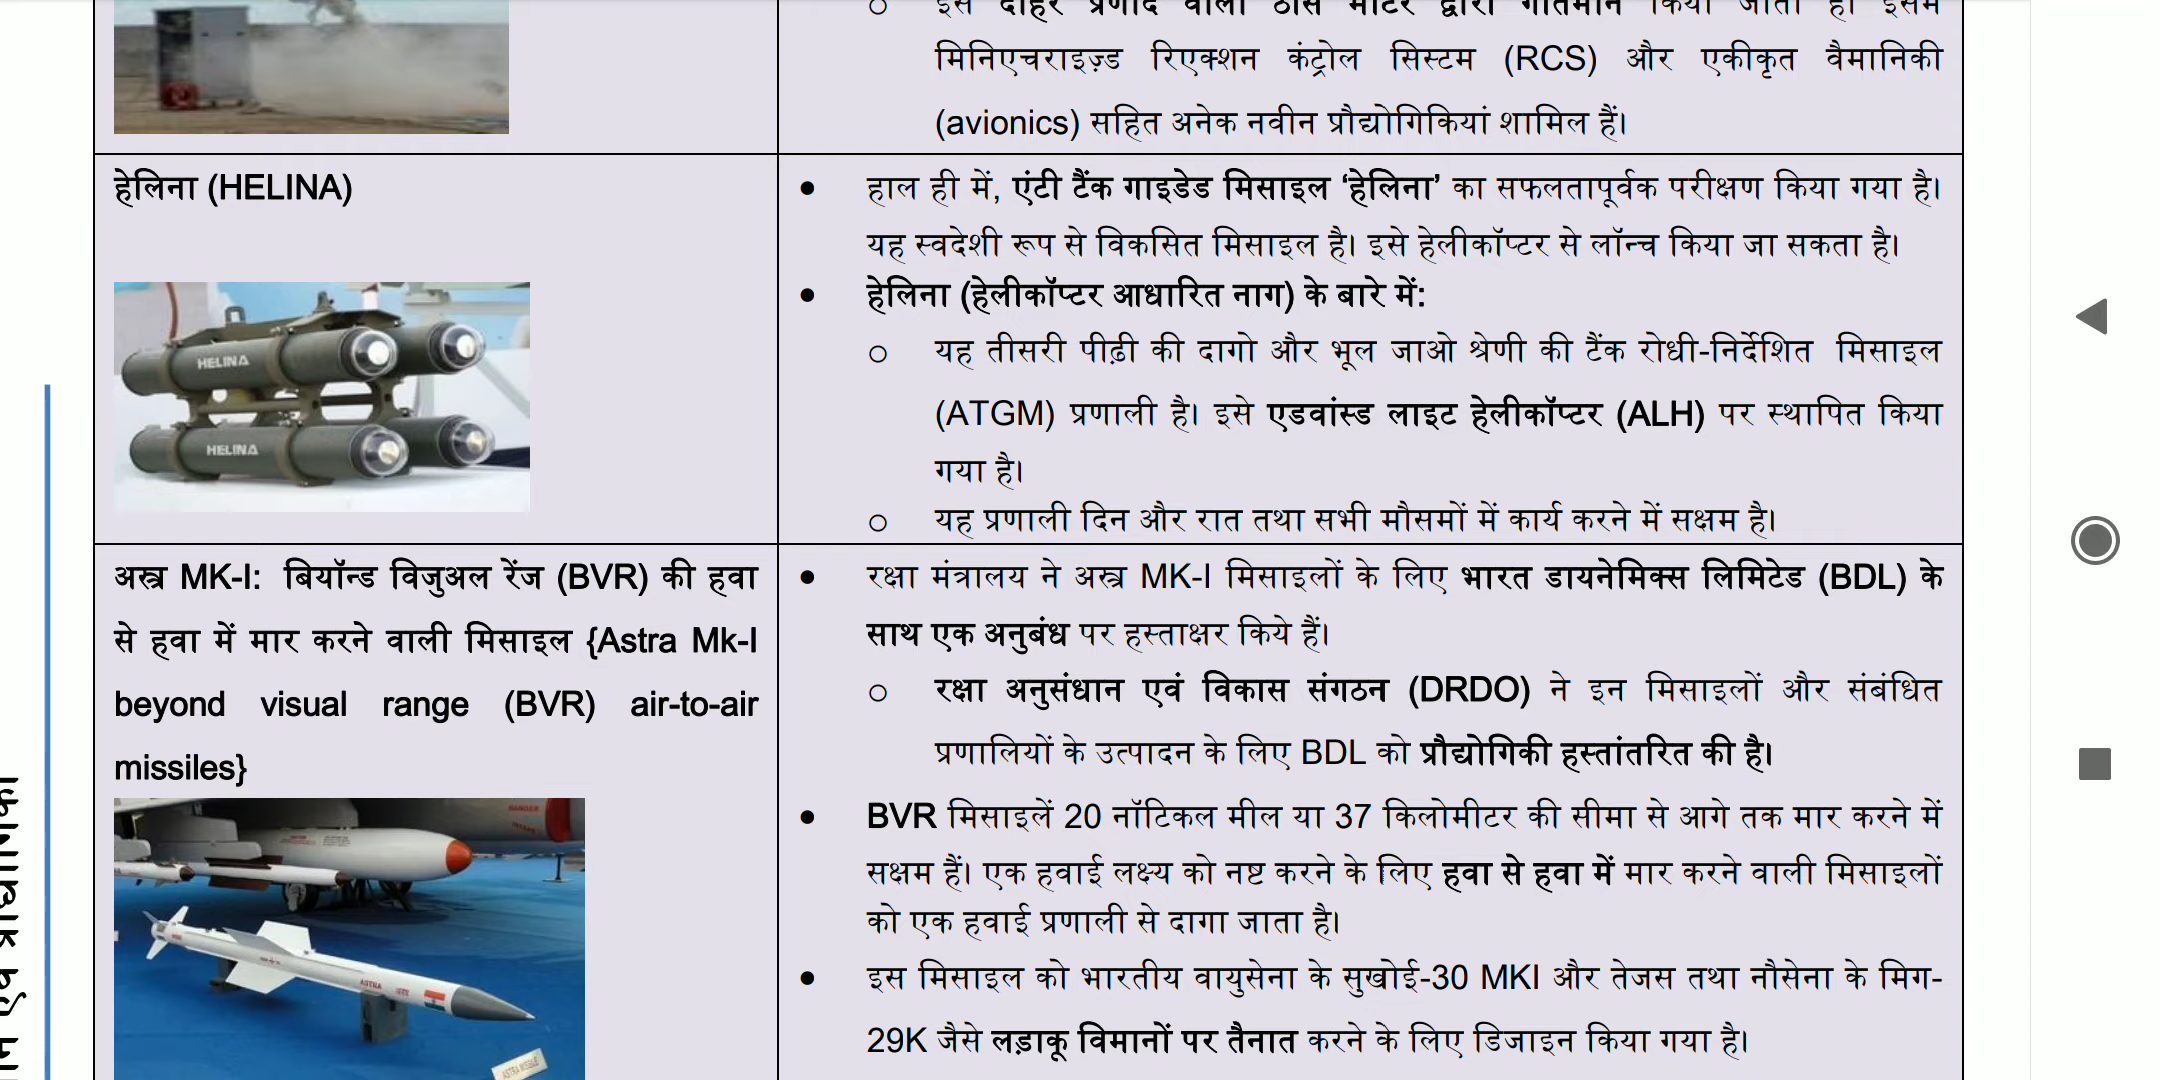 मिनिएचराइज़्ड रिएक्शन कंट्रोल सिस्टम (RCS) और एकीकृत वैमानिकी
(avionics) सहित अनेक नवीन प्रौद्योगिकियां शामिल हैं।
हेलिना (HELINA)
HELINA
HELINA
● हाल ही में, एंटी टैंक गाइडेड मिसाइल ‘हेलिना’ का सफलतापूर्वक परीक्षण किया गया है।
यह स्वदेशी रूप से विकसित मिसाइल है। इसे हेलीकॉप्टर से लॉन्च किया जा सकता है।
● हेलिना (हेलीकॉप्टर आधारित नाग) के बारे में:
○ यह तीसरी पीढ़ी की दागो और भूल जाओ श्रेणी की टैंक रोधी-निर्देशित मिसाइल
(ATGM) प्रणाली है। इसे एडवांस्ड लाइट हेलीकॉप्टर (ALH) पर स्थापित किया
गया है।
○ यह प्रणाली दिन और रात तथा सभी मौसमों में कार्य करने में सक्षम है।
अस्त्र MK-I: बियॉन्ड विजुअल रेंज (BVR) की हवा
से हवा में मार करने वाली मिसाइल {Astra Mk-I
beyond visual range (BVR) air-to-air
missiles}
ASTRA
ASTRA MISSILE
● रक्षा मंत्रालय ने अस्त्र MK-I मिसाइलों के लिए भारत डायनेमिक्स लिमिटेड (BDL) के
साथ एक अनुबंध पर हस्ताक्षर किये हैं।
○ रक्षा अनुसंधान एवं विकास संगठन (DRDO) ने इन मिसाइलों और संबंधित
प्रणालियों के उत्पादन के लिए BDL को प्रौद्योगिकी हस्तांतरित की है।
● BVR मिसाइलें 20 नॉटिकल मील या 37 किलोमीटर की सीमा से आगे तक मार करने में
सक्षम हैं। एक हवाई लक्ष्य को नष्ट करने के लिए हवा से हवा में मार करने वाली मिसाइलों
को एक हवाई प्रणाली से दागा जाता है।
● इस मिसाइल को भारतीय वायुसेना के सुखोई-30 MKI और तेजस तथा नौसेना के मिग-
29K जैसे लड़ाकू विमानों पर तैनात करने के लिए डिजाइन किया गया है।